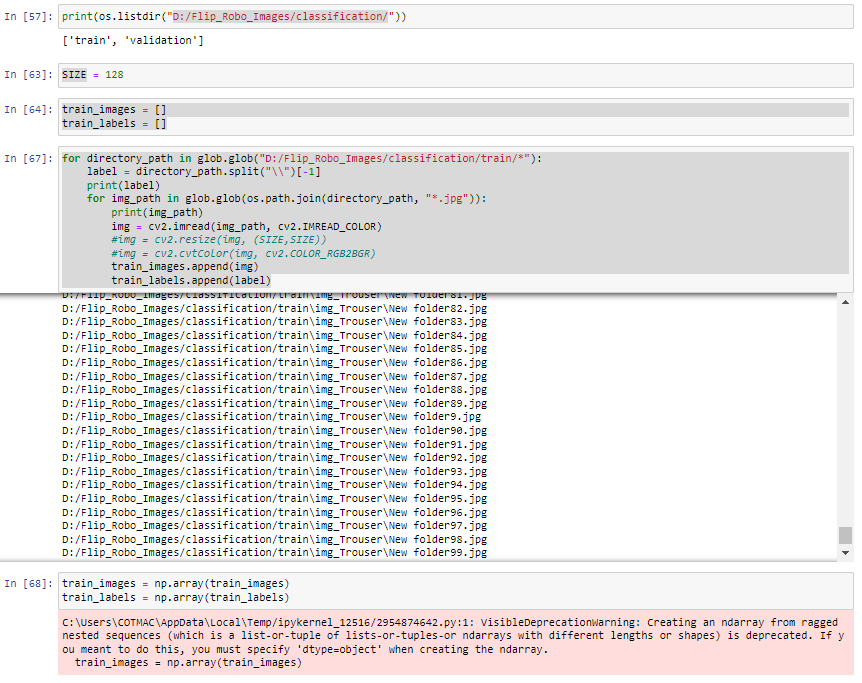 In [57]: print(os.listdir("D:/Flip_Robo_Images/classification/"))
['train', 'validation']
In [63]: SIZE = 128
In [64]: train_images = []
train_labels = []
In [67]: for directory_path in glob.glob("D:/Flip_Robo_Images/classification/train/*"):
    label = directory_path.split("\\")[-1]
    print(label)
    for img_path in glob.glob(os.path.join(directory_path, "*.jpg")):
        print(img_path)
        img = cv2.imread(img_path, cv2.IMREAD_COLOR)
        #img = cv2.resize(img, (SIZE,SIZE))
        #img = cv2.cvtColor(img, cv2.COLOR_RGB2BGR)
        train_images.append(img)
        train_labels.append(label)
D:/Flip_Robo_Images/classification/train\img_Trouser\New folder81.jpg
D:/Flip_Robo_Images/classification/train\img_Trouser\New folder82.jpg
D:/Flip_Robo_Images/classification/train\img_Trouser\New folder83.jpg
D:/Flip_Robo_Images/classification/train\img_Trouser\New folder84.jpg
D:/Flip_Robo_Images/classification/train\img_Trouser\New folder85.jpg
D:/Flip_Robo_Images/classification/train\img_Trouser\New folder86.jpg
D:/Flip_Robo_Images/classification/train\img_Trouser\New folder87.jpg
D:/Flip_Robo_Images/classification/train\img_Trouser\New folder88.jpg
D:/Flip_Robo_Images/classification/train\img_Trouser\New folder89.jpg
D:/Flip_Robo_Images/classification/train\img_Trouser\New folder9.jpg
D:/Flip_Robo_Images/classification/train\img_Trouser\New folder90.jpg
D:/Flip_Robo_Images/classification/train\img_Trouser\New folder91.jpg
D:/Flip_Robo_Images/classification/train\img_Trouser\New folder92.jpg
D:/Flip_Robo_Images/classification/train\img_Trouser\New folder93.jpg
D:/Flip_Robo_Images/classification/train\img_Trouser\New folder94.jpg
D:/Flip_Robo_Images/classification/train\img_Trouser\New folder95.jpg
D:/Flip_Robo_Images/classification/train\img_Trouser\New folder96.jpg
D:/Flip_Robo_Images/classification/train\img_Trouser\New folder97.jpg
D:/Flip_Robo_Images/classification/train\img_Trouser\New folder98.jpg
D:/Flip_Robo_Images/classification/train\img_Trouser\New folder99.jpg
In [68]: train_images = np.array(train_images)
train_labels = np.array(train_labels)
C:\Users\COTMAC\AppData\Local\Temp/ipykernel_12516/2954874642.py:1: VisibleDeprecationWarning: Creating an ndarray from ragged
nested sequences (which is a list-or-tuple of lists-or-tuples-or ndarrays with different lengths or shapes) is deprecated. If y
ou meant to do this, you must specify 'dtype=object' when creating the ndarray.
  train_images = np.array(train_images)